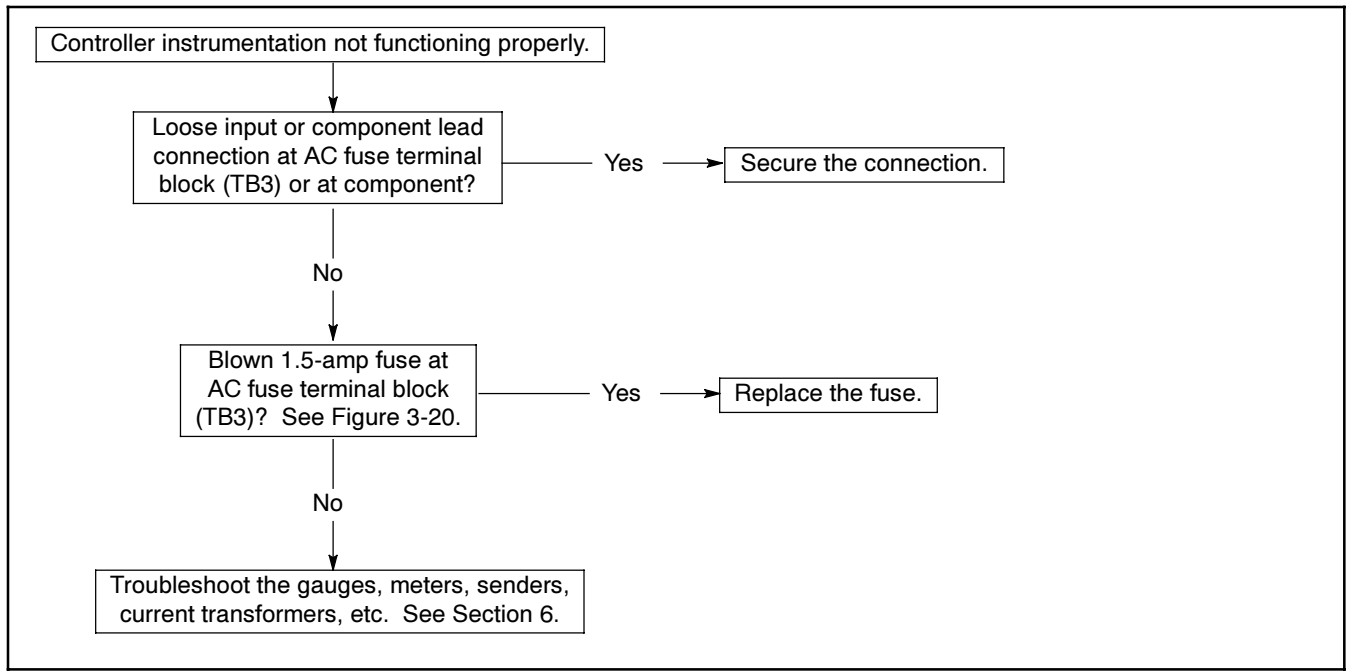 Controller instrumentation not functioning properly.
Loose input or component lead
connection at AC fuse terminal
block (TB3) or at component?
Yes
Secure the connection.
No
Blown 1.5-amp fuse at
AC fuse terminal block
(TB3)?  See Figure 3-20.
Yes
Replace the fuse.
No
Troubleshoot the gauges, meters, senders,
current transformers, etc.  See Section 6.